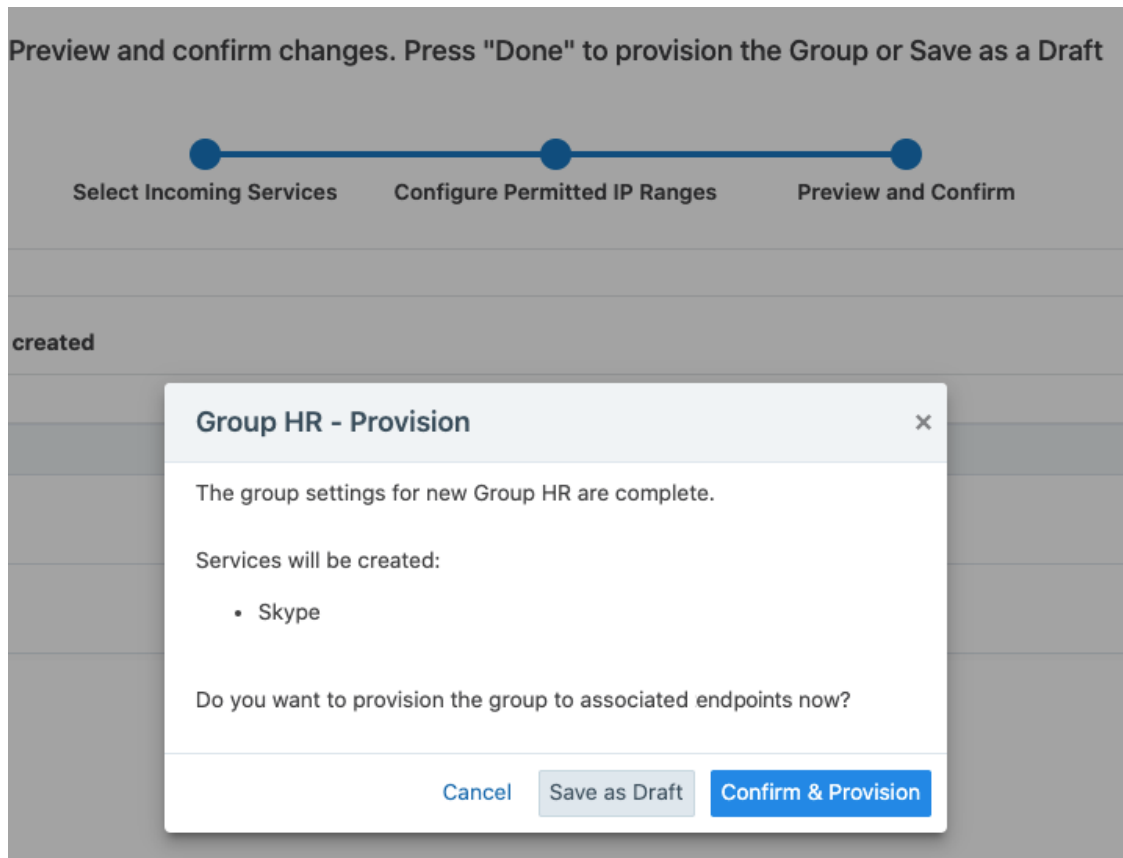 Preview and confirm changes. Press "Done" to provision the Group or Save as a Draft
Select Incoming Services
Configure Permitted IP Ranges
Preview and Confirm
created
Group HR - Provision
×
The group settings for new Group HR are complete.
Services will be created:
• Skype
Do you want to provision the group to associated endpoints now?
Cancel
Save as Draft
Confirm & Provision